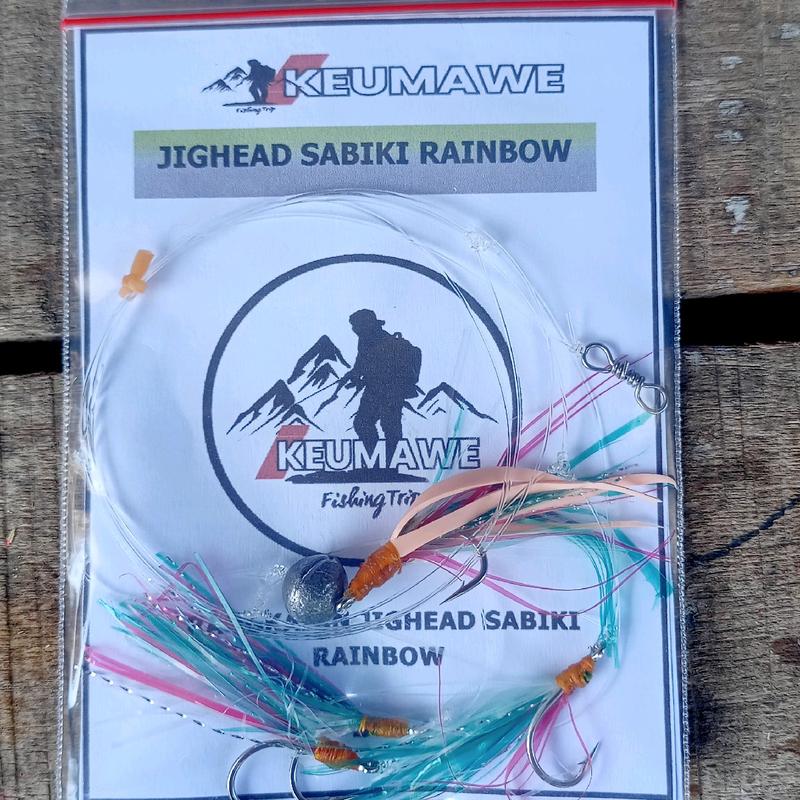 KEUMAWE
Fishing Trip
JIGHEAD SABIKI RAINBOW
KEUMAWE
Fishing Trip
JIGHEAD SABIKI
RAINBOW